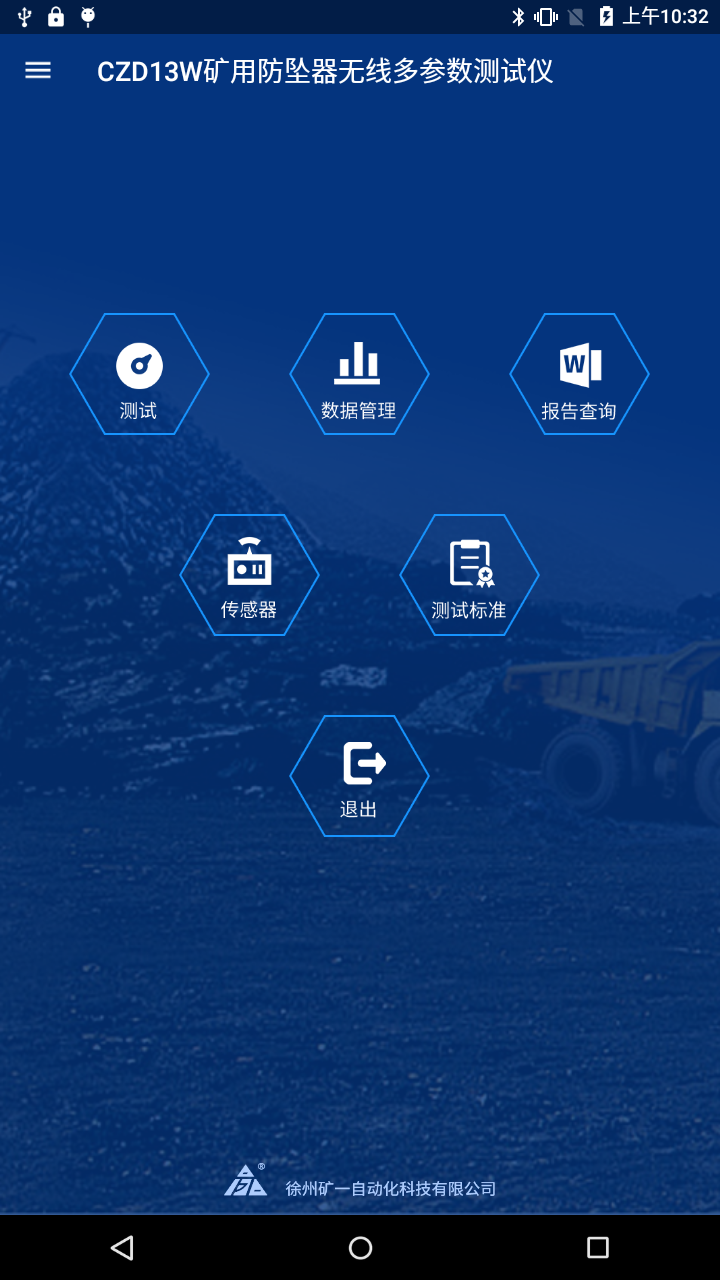 上午10:32
CZD13W矿用防坠器无线多参数测试仪
测试
数据管理
W
报告查询
传感器
测试标准
退出
®
徐州矿一自动化科技有限公司